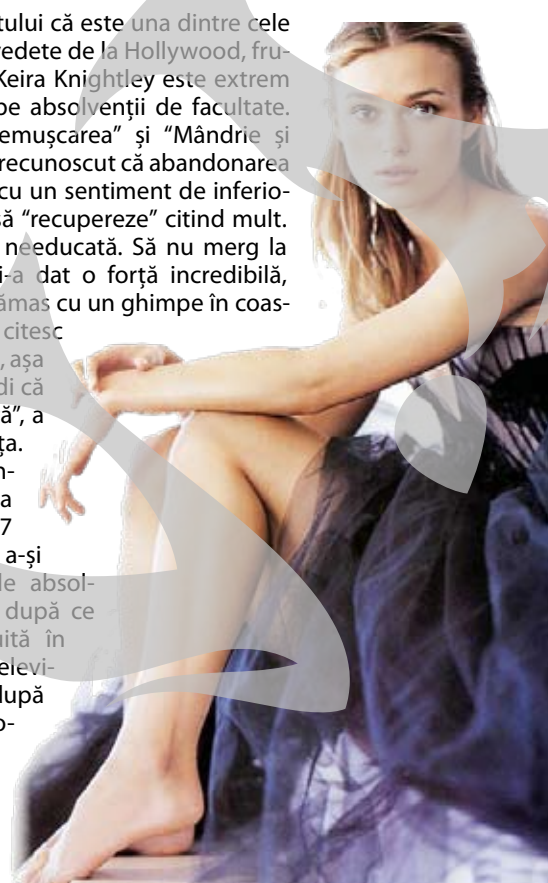 tului că este una dintre cele
edete de la Hollywood, fru-
Keira Knightley este extrem
pe absolvenții de facultate.
emușcarea” și “Mândrie și
recunoscut că abandonarea
cu un sentiment de inferio-
să “recupereze” citind mult.
needucată. Să nu merg la
i-a dat o forță incredibilă,
ămas cu un ghimpe în coas-
citesc
, așa
di că
ă”, a
ța.
n-
a
7
a-și
le absol-
după ce
uită în
elevi-
după
o-